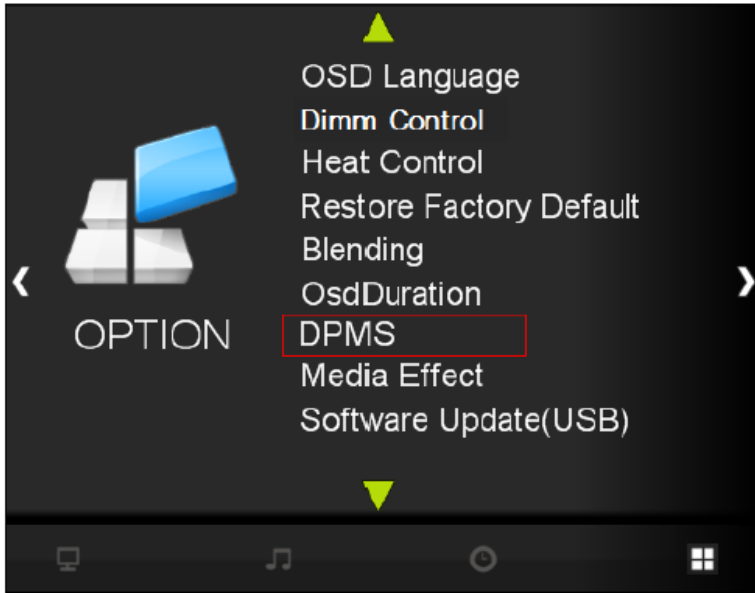 OSD Language
Dimm Control
Heat Control
Restore Factory Default
Blending
OsdDuration
OPTION
DPMS
Media Effect
Software Update(USB)